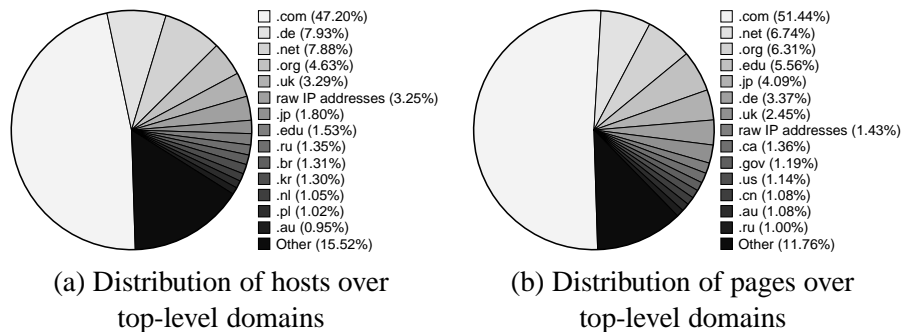 .com (47.20%)
.de (7.93%)
.net (7.88%)
.org (4.63%)
.uk (3.29%)
raw IP addresses (3.25%)
.jp (1.80%)
.edu (1.53%)
.ru (1.35%)
.br (1.31%)
.kr (1.30%)
.nl (1.05%)
.pl (1.02%)
.au (0.95%)
Other (15.52%)
(a) Distribution of hosts over
top-level domains
.com (51.44%)
.net (6.74%)
.org (6.31%)
.edu (5.56%)
.jp (4.09%)
.de (3.37%)
.uk (2.45%)
raw IP addresses (1.43%)
.ca (1.36%)
.gov (1.19%)
.us (1.14%)
.cn (1.08%)
.au (1.08%)
.ru (1.00%)
Other (11.76%)
(b) Distribution of pages over
top-level domains